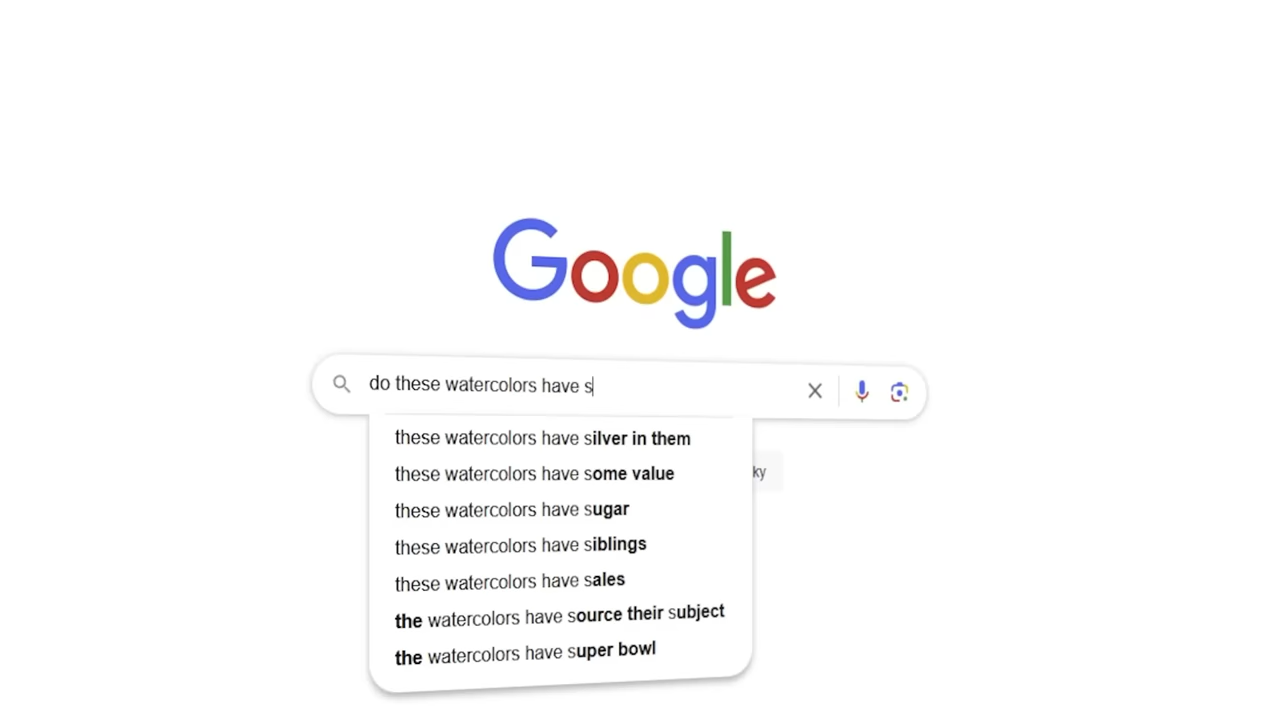 Google
do these watercolors have s
these watercolors have silver in them
these watercolors have some value
ky
these watercolors have sugar
these watercolors have siblings
these watercolors have sales
the watercolors have source their subject
the watercolors have super bowl